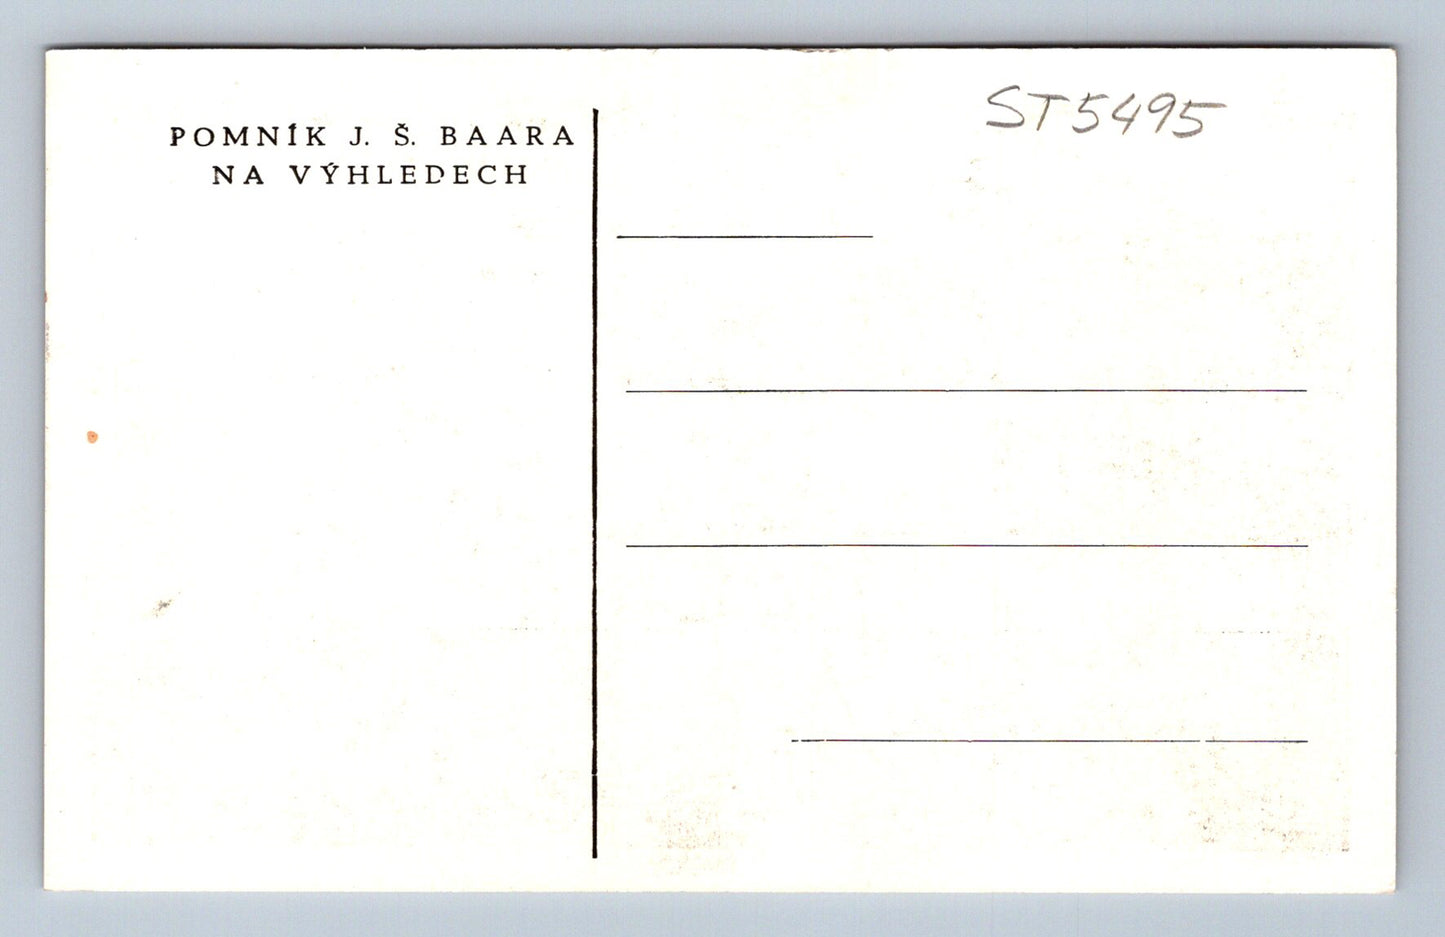 POMNÍK J. Š. BAARA
NA VÝHLEDECH
ST5495